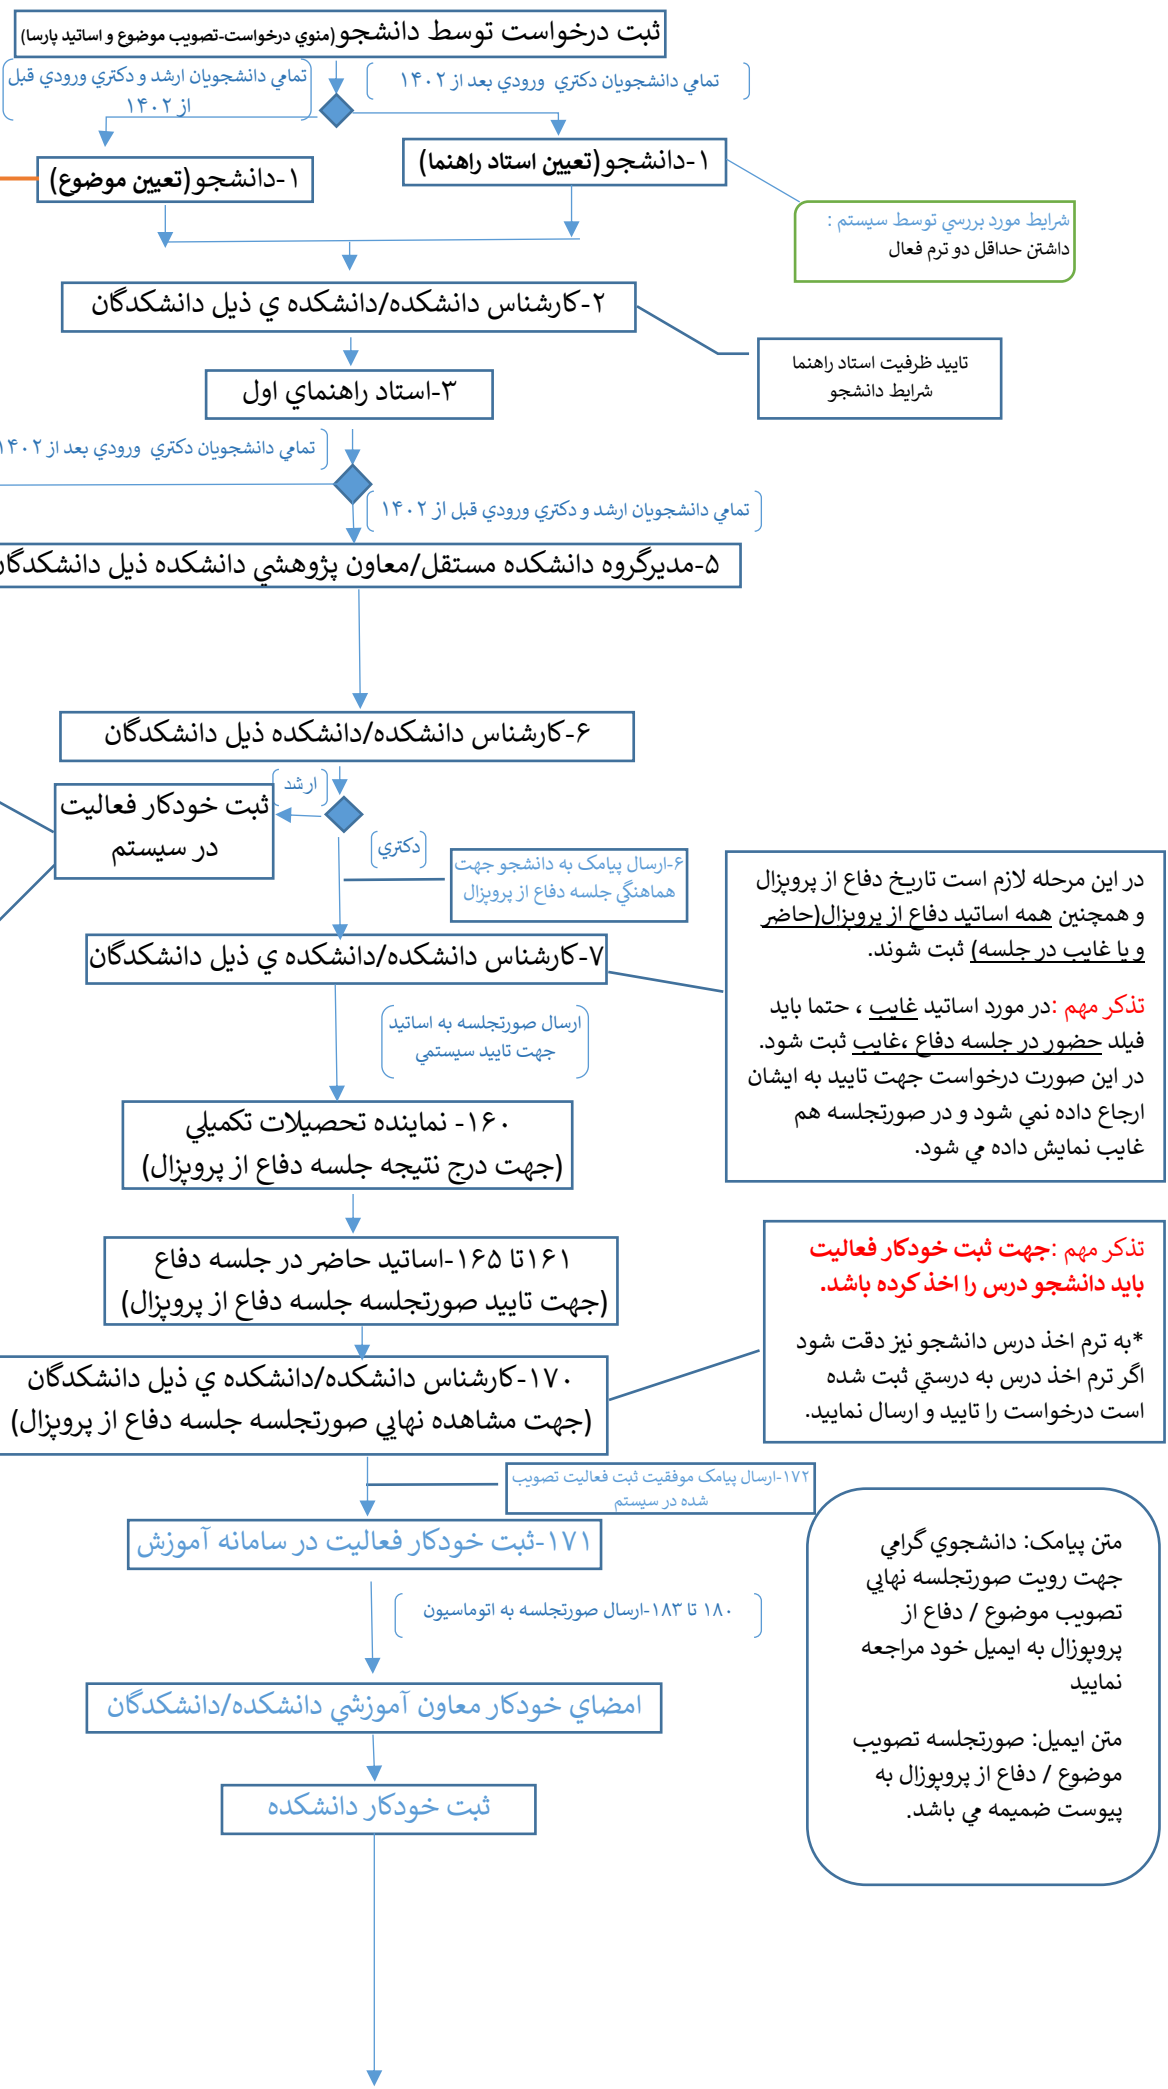 ثبت درخواست توسط دانشجو(منوي درخواست-تصويب موضوع و اساتيد پارسا)
تمامي دانشجويان دكتري ورودي بعد از ۱۴۰۲
تمامي دانشجويان ارشد و دكتري ورودي قبل
از ۱۴۰۲
۱-دانشجو(تعيين استاد راهنما)
۱-دانشجو(تعيين موضوع)
شرايط مورد بررسي توسط سيستم :
داشتن حداقل دو ترم فعال
۲-كارشناس دانشكده/دانشكده ي ذيل دانشكدگان
تاييد ظرفيت استاد راهنما
شرايط دانشجو
۳-استاد راهنماي اول
تمامي دانشجويان دكتري ورودي بعد از ۱۴۰۲
تمامي دانشجويان ارشد و دكتري ورودي قبل از ۱۴۰۲
۵-مديرگروه دانشكده مستقل/معاون پژوهشي دانشكده ذيل دانشكدگان
۶-كارشناس دانشكده/دانشكده ذيل دانشكدگان
ارشد
ثبت خودكار فعاليت
در سيستم
دكتري
۶-ارسال پيامک به دانشجو جهت
هماهنگي جلسه دفاع از پروپزال
در اين مرحله لازم است تاريخ دفاع از پروپزال
و همچنين همه اساتيد دفاع از پروپزال(حاضر
و يا غايب در جلسه) ثبت شوند.
تذكر مهم :در مورد اساتيد غايب ، حتما بايد
فيلد حضور در جلسه دفاع ،غايب ثبت شود.
در اين صورت درخواست جهت تاييد به ايشان
ارجاع داده نمي شود و در صورتجلسه هم
غايب نمايش داده مي شود.
۷-كارشناس دانشكده/دانشكده ي ذيل دانشكدگان
ارسال صورتجلسه به اساتيد
جهت تاييد سيستمي
۱۶۰- نماينده تحصيلات تكميلي
(جهت درج نتيجه جلسه دفاع از پروپزال)
۱۶۱تا ۱۶۵-اساتيد حاضر در جلسه دفاع
(جهت تاييد صورتجلسه جلسه دفاع از پروپزال)
تذكر مهم :جهت ثبت خودكار فعاليت
بايد دانشجو درس را اخذ كرده باشد.
*به ترم اخذ درس دانشجو نيز دقت شود
اگر ترم اخذ درس به درستي ثبت شده
است درخواست را تاييد و ارسال نماييد.
۱۷۰-كارشناس دانشكده/دانشكده ي ذيل دانشكدگان
(جهت مشاهده نهايي صورتجلسه جلسه دفاع از پروپزال)
۱۷۲-ارسال پيامک موفقيت ثبت فعاليت تصويب
شده در سيستم
۱۷۱-ثبت خودكار فعاليت در سامانه آموزش
متن پيامک: دانشجوي گرامي
جهت رويت صورتجلسه نهايي
تصويب موضوع / دفاع از
پروپوزال به ايميل خود مراجعه
نماييد
متن ايميل: صورتجلسه تصويب
موضوع / دفاع از پروپوزال به
پيوست ضميمه مي باشد.
۱۸۰ تا ۱۸۳-ارسال صورتجلسه به اتوماسيون
امضاي خودكار معاون آموزشي دانشكده/دانشكدگان
ثبت خودكار دانشكده